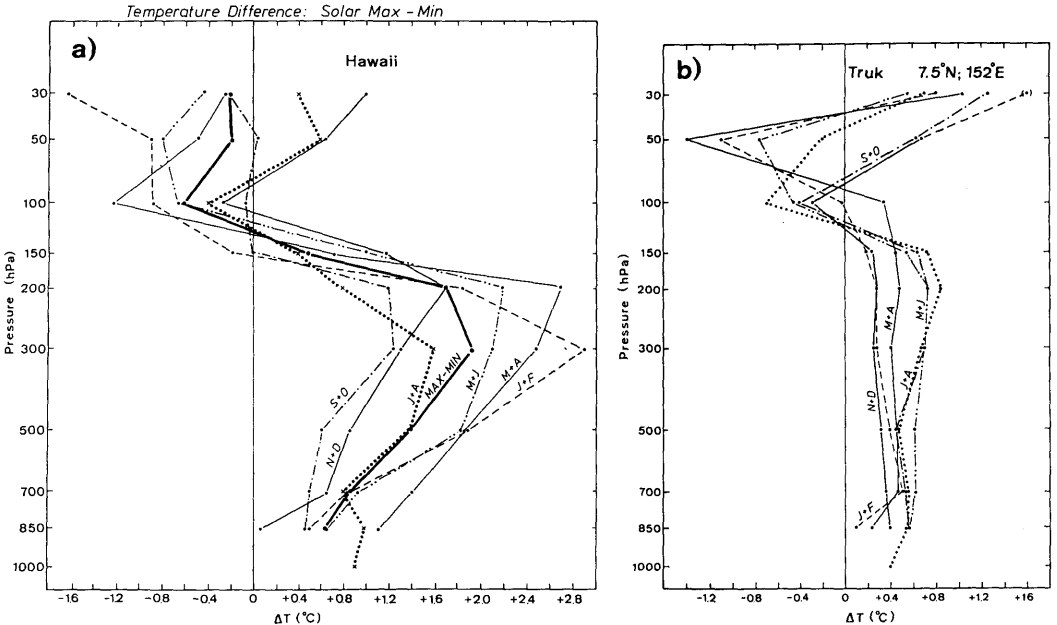 Temperature Difference: Solar Max - Min
a)
Hawaii
Pressure (hPa)
30
50
100
150
200
300
500
700
850
1000
S+O
N+D
J+A
MAX-MIN
M+J
M+A
J+F
-1.6 -1.2 -0.8 -0.4 0 +0.4 +0.8 +1.2 +1.6 +2.0 +2.4 +2.8
ΔT (°C)
b)
Truk 7.5°N; 152°E
Pressure (hPa)
30
50
100
150
200
300
500
700
850
1000
(•)
S+O
M+A
M+J
J+A
N+D
J+F
-1.2 -0.8 -0.4 0 +0.4 +0.8 +1.2 +1.6
ΔT (°C)